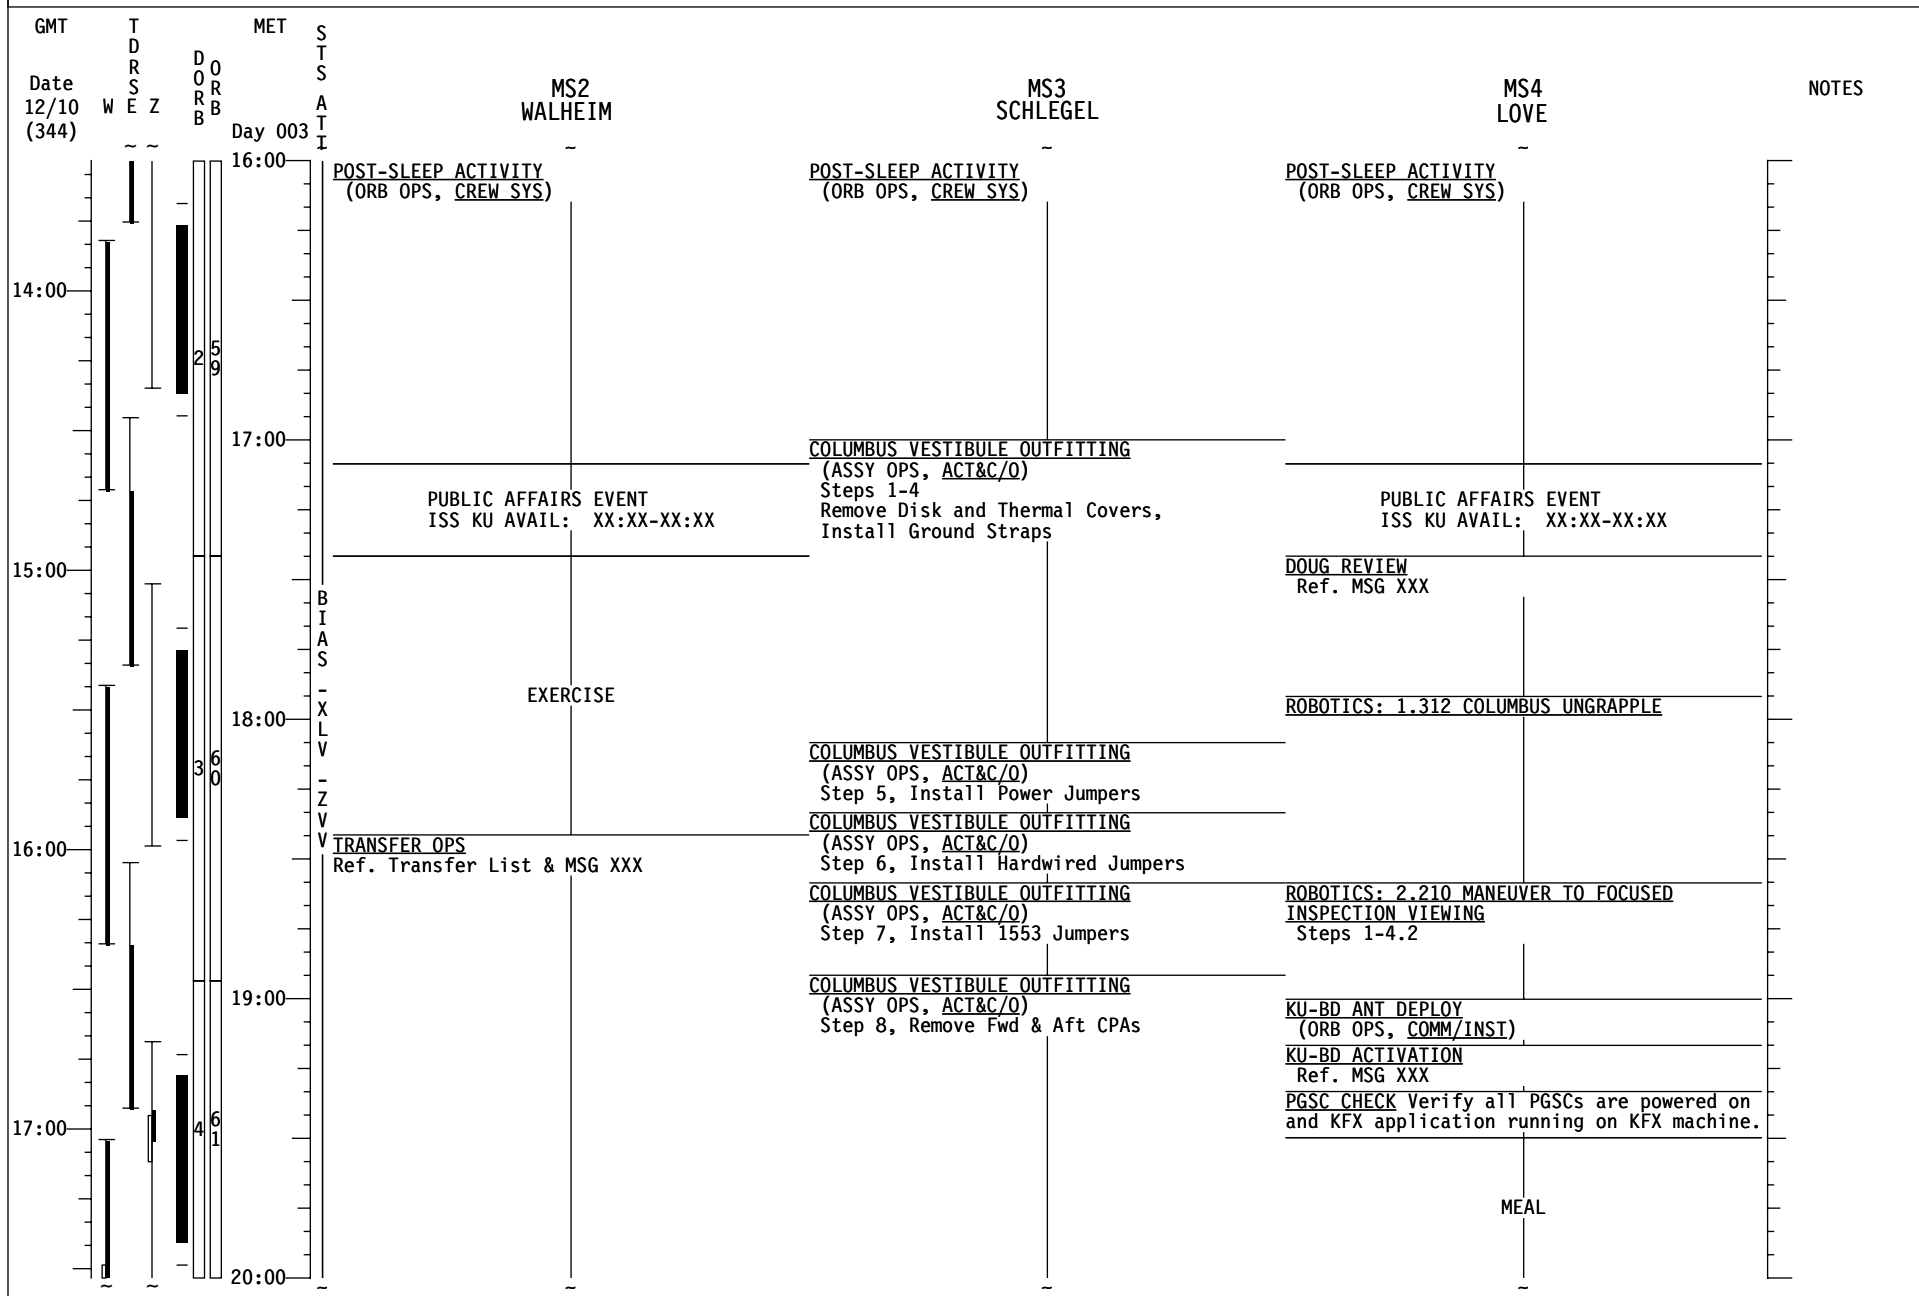 GMT
TDRS
MET
STS ATT
DORB
ORB
Date
12/10
(344)
W E Z
Day 003
MS2
WALHEIM
MS3
SCHLEGEL
MS4
LOVE
NOTES
~ ~ ~ ~ ~
16:00
POST-SLEEP ACTIVITY
(ORB OPS, CREW SYS)
POST-SLEEP ACTIVITY
(ORB OPS, CREW SYS)
POST-SLEEP ACTIVITY
(ORB OPS, CREW SYS)
14:00
2
59
17:00
COLUMBUS VESTIBULE OUTFITTING
(ASSY OPS, ACT&C/O)
Steps 1-4
Remove Disk and Thermal Covers,
Install Ground Straps
PUBLIC AFFAIRS EVENT
ISS KU AVAIL: XX:XX-XX:XX
PUBLIC AFFAIRS EVENT
ISS KU AVAIL: XX:XX-XX:XX
15:00
DOUG REVIEW
Ref. MSG XXX
BIAS -XLV -ZVV
EXERCISE
ROBOTICS: 1.312 COLUMBUS UNGRAPPLE
18:00
3
60
COLUMBUS VESTIBULE OUTFITTING
(ASSY OPS, ACT&C/O)
Step 5, Install Power Jumpers
COLUMBUS VESTIBULE OUTFITTING
(ASSY OPS, ACT&C/O)
Step 6, Install Hardwired Jumpers
16:00
TRANSFER OPS
Ref. Transfer List & MSG XXX
COLUMBUS VESTIBULE OUTFITTING
(ASSY OPS, ACT&C/O)
Step 7, Install 1553 Jumpers
ROBOTICS: 2.210 MANEUVER TO FOCUSED
INSPECTION VIEWING
Steps 1-4.2
COLUMBUS VESTIBULE OUTFITTING
(ASSY OPS, ACT&C/O)
Step 8, Remove Fwd & Aft CPAs
19:00
KU-BD ANT DEPLOY
(ORB OPS, COMM/INST)
KU-BD ACTIVATION
Ref. MSG XXX
PGSC CHECK Verify all PGSCs are powered on
and KFX application running on KFX machine.
17:00
4
61
MEAL
20:00
~ ~ ~ ~ ~ ~